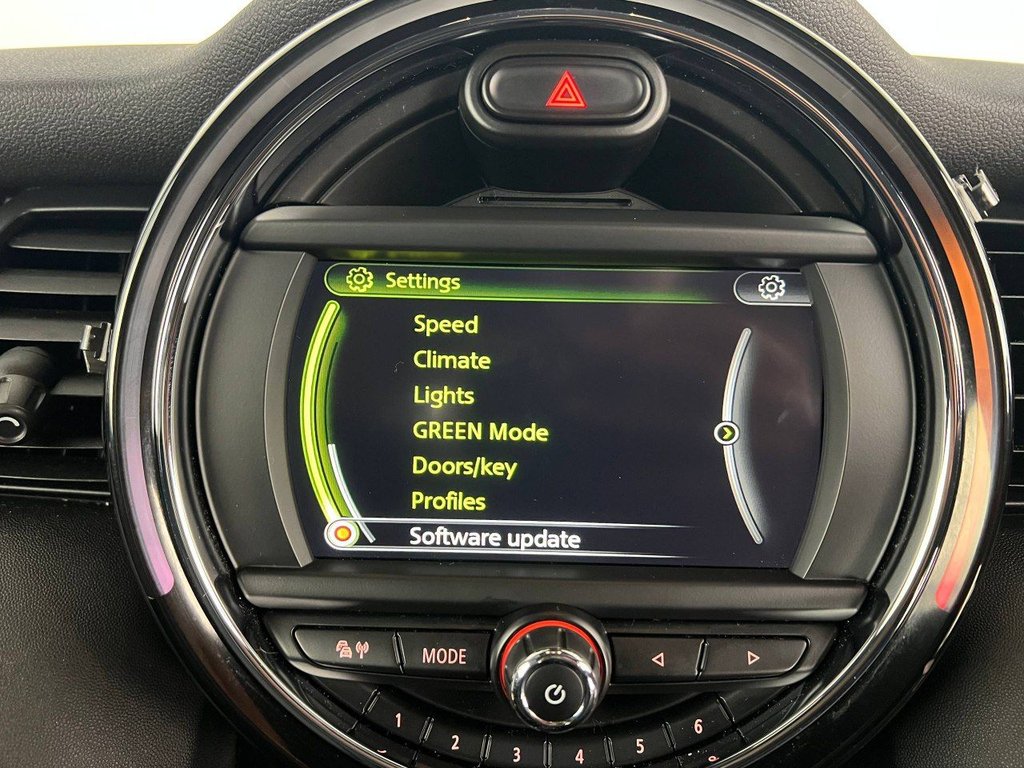 Settings
Speed
Climate
Lights
GREEN Mode
Doors/key
Profiles
Software update
MODE
1 2 3 4 5 6